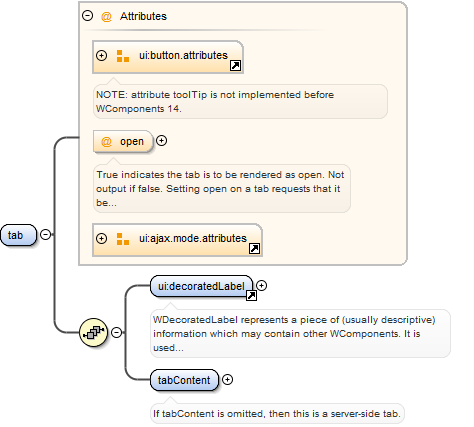 Attributes
ui:button.attributes
NOTE: attribute toolTip is not implemented before
WComponents 14.
open
True indicates the tab is to be rendered as open. Not
output if false. Setting open on a tab requests that it
be...
tab
ui:ajax.mode.attributes
ui:decoratedLabel
WDecoratedLabel represents a piece of (usually descriptive)
information which may contain other WComponents. It is
used...
tabContent
If tabContent is omitted, then this is a server-side tab.